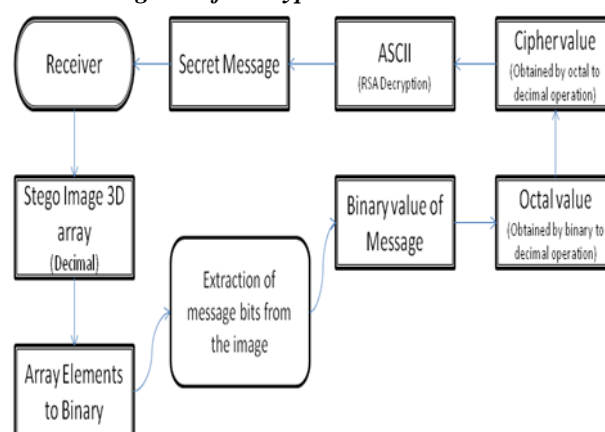 Receiver
Secret Message
ASCII
(RSA Decryption)
Cipher value
(Obtained by octal to
decimal operation)
Stego Image 3D
array
(Decimal)
Extraction of
message bits from
the image
Binary value of
Message
Octal value
(Obtained by binary to
decimal operation)
Array Elements
to Binary